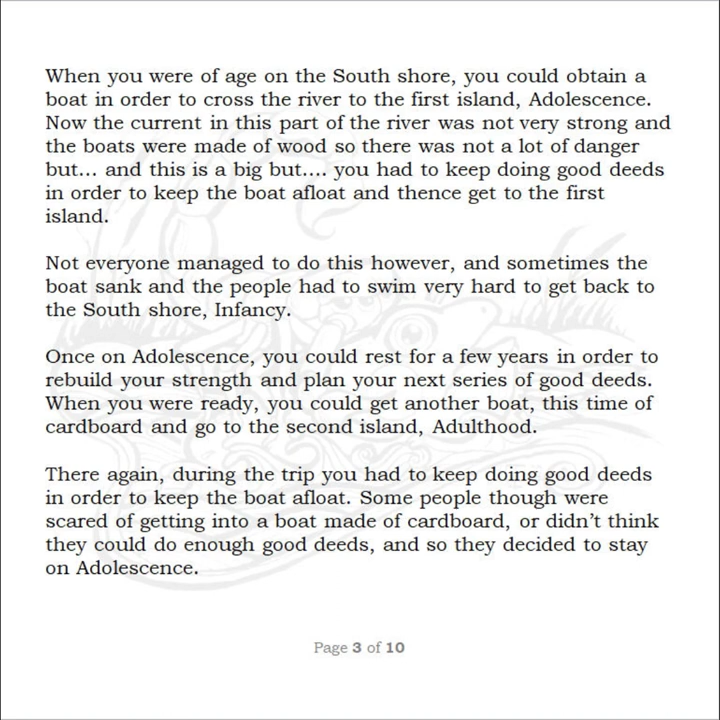 When you were of age on the South shore, you could obtain a
boat in order to cross the river to the first island, Adolescence.
Now the current in this part of the river was not very strong and
the boats were made of wood so there was not a lot of danger
but... and this is a big but.... you had to keep doing good deeds
in order to keep the boat afloat and thence get to the first
island.
Not everyone managed to do this however, and sometimes the
boat sank and the people had to swim very hard to get back to
the South shore, Infancy.
Once on Adolescence, you could rest for a few years in order to
rebuild your strength and plan your next series of good deeds.
When you were ready, you could get another boat, this time of
cardboard and go to the second island, Adulthood.
There again, during the trip you had to keep doing good deeds
in order to keep the boat afloat. Some people though were
scared of getting into a boat made of cardboard, or didn't think
they could do enough good deeds, and so they decided to stay
on Adolescence.
Page 3 of 10